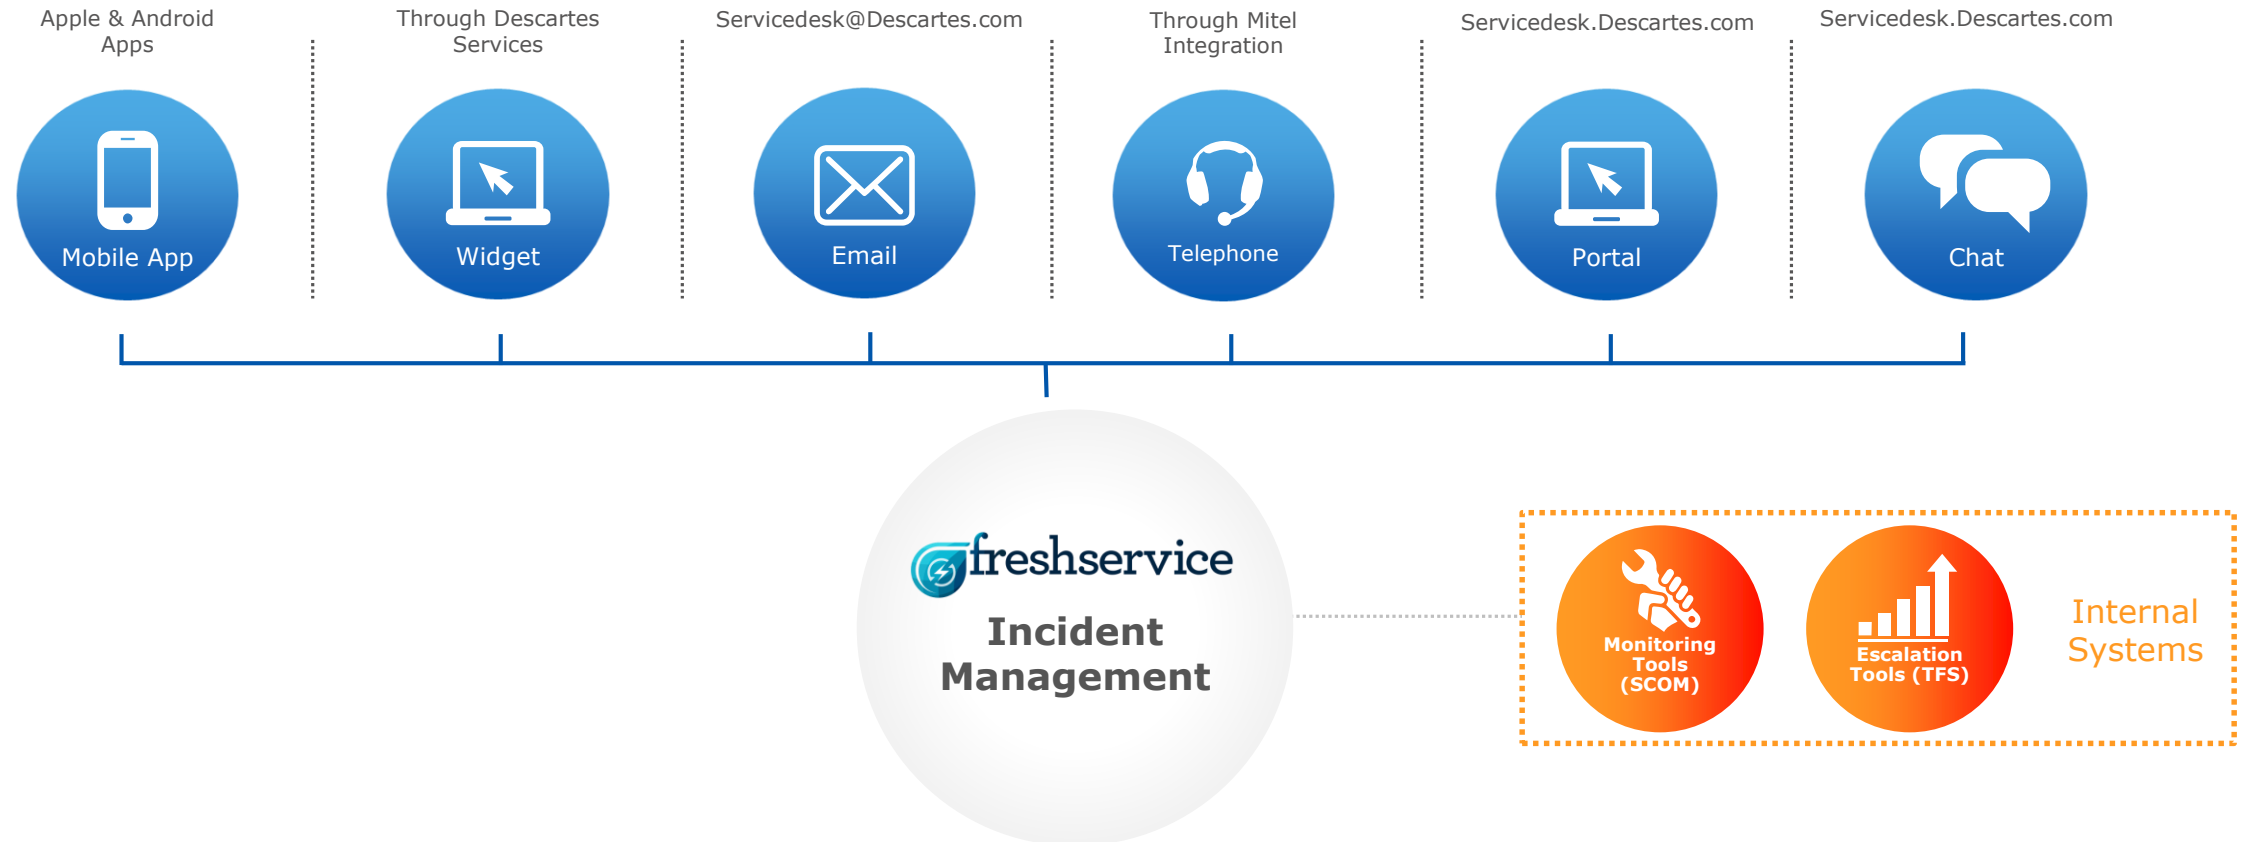 Apple & Android
Apps
Through Descartes
Services
Servicedesk@Descartes.com
Through Mitel
Integration
Servicedesk.Descartes.com
Servicedesk.Descartes.com
Mobile App
Widget
Email
Telephone
Portal
Chat
freshservice
Incident
Management
Monitoring
Tools
(SCOM)
Escalation
Tools (TFS)
Internal
Systems